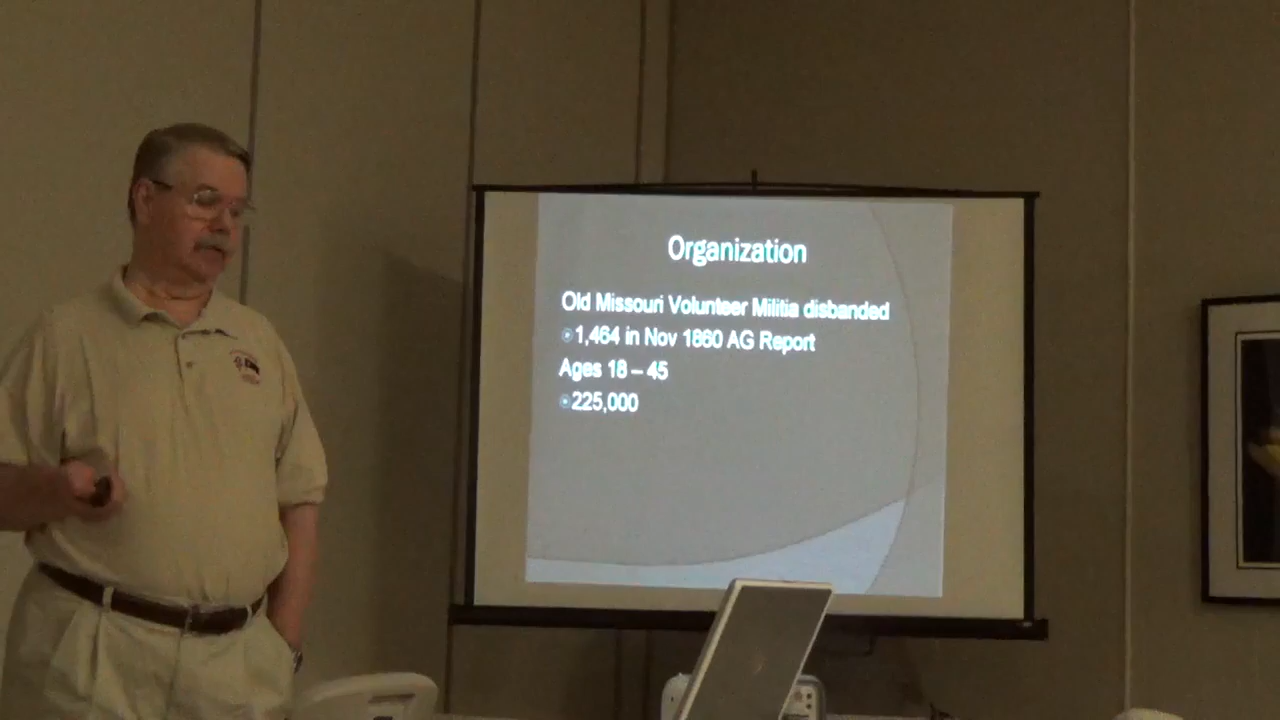 Organization
Old Missouri Volunteer Militia disbanded
1,464 in Nov 1860 AG Report
Ages 18 – 45
225,000